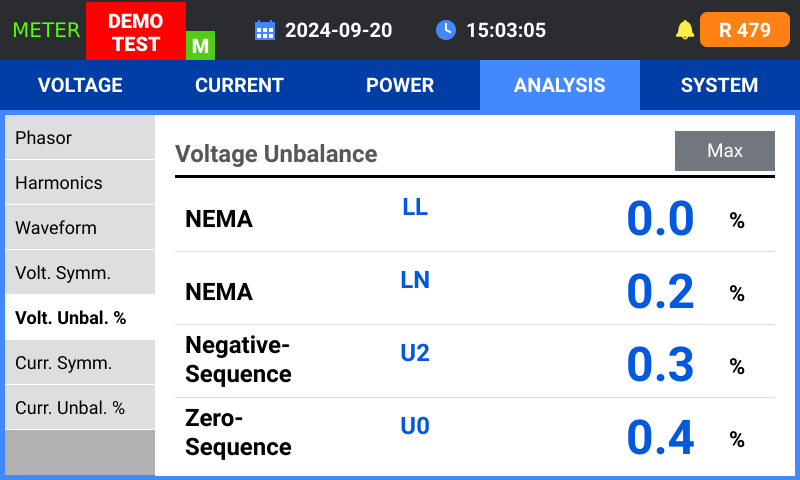 METER
DEMO
TEST
M
2024-09-20
15:03:05
R 479
VOLTAGE
CURRENT
POWER
ANALYSIS
SYSTEM
Phasor
Harmonics
Waveform
Volt. Symm.
Volt. Unbal. %
Curr. Symm.
Curr. Unbal. %
Voltage Unbalance
Max
NEMA
LL
0.0 %
NEMA
LN
0.2 %
Negative-
Sequence
U2
0.3 %
Zero-
Sequence
U0
0.4 %